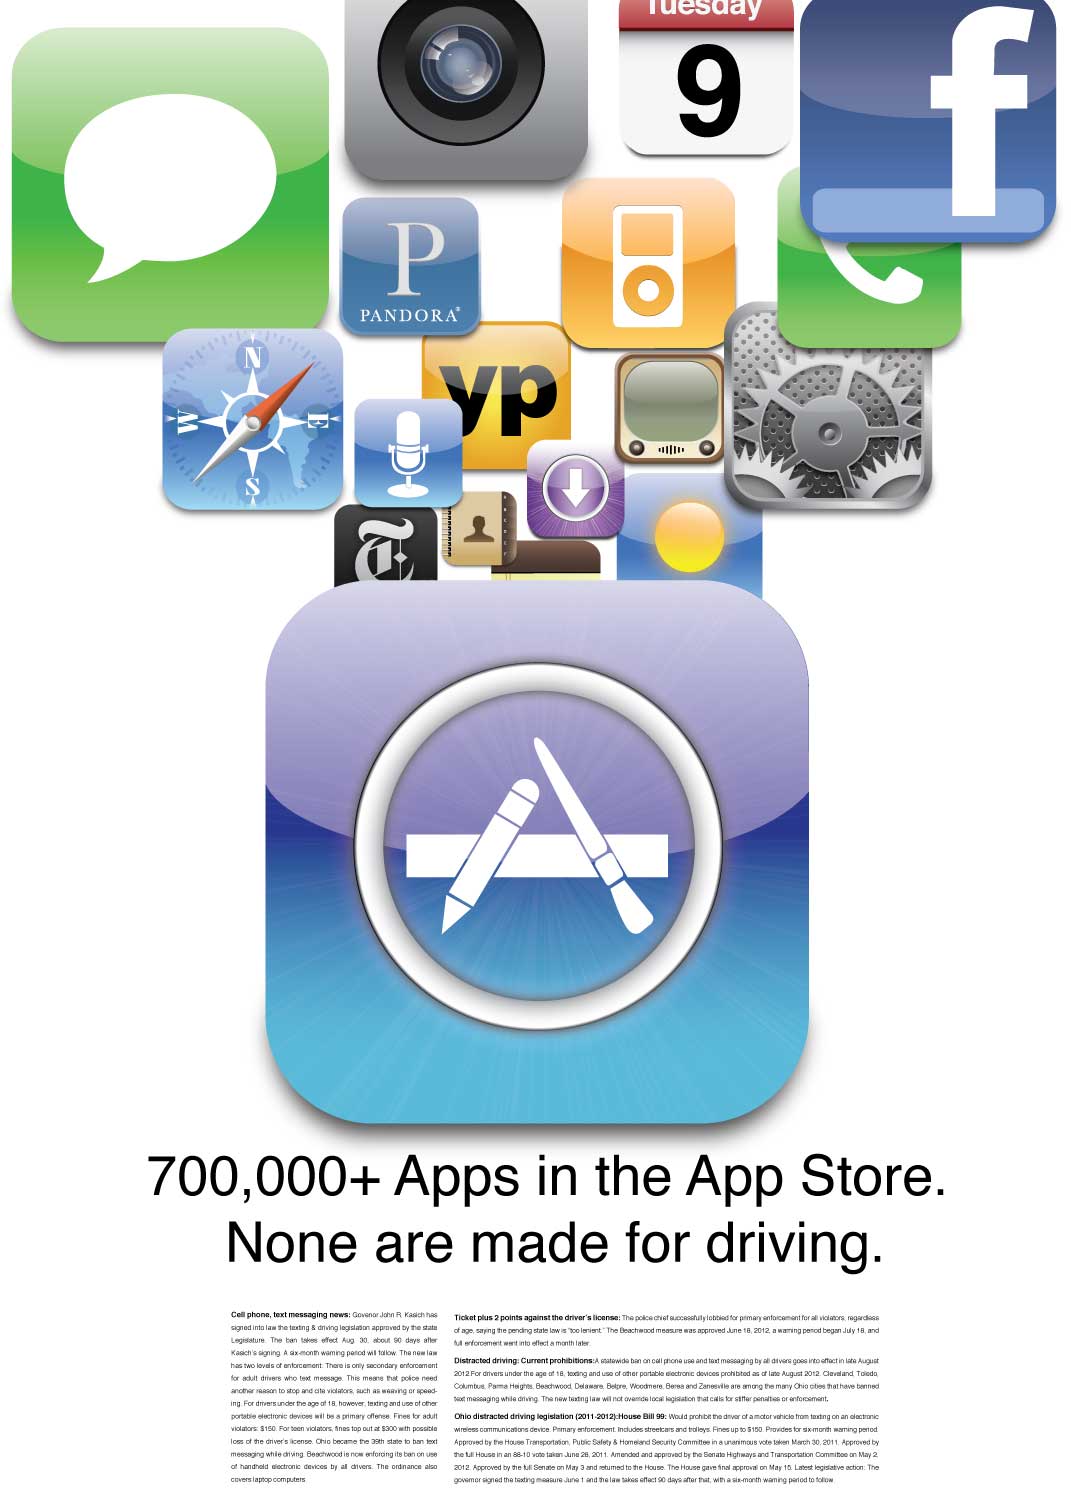 Tuesday
9
f
P
PANDORA®
N
W
E
S
yp
T
700,000+ Apps in the App Store.
None are made for driving.
Cell phone, text messaging news: Govenor John R. Kasich has
signed into law the texting & driving legislation approved by the state
Legislature. The ban takes effect Aug. 30, about 90 days after
Kasich's signing. A six-month warning period will follow. The new law
has two levels of enforcement: There is only secondary enforcement
for adult drivers who text message. This means that police need
another reason to stop and cite violators, such as weaving or speed-
ing. For drivers under the age of 18, however, texting and use of other
portable electronic devices will be a primary offense. Fines for adult
violators: $150. For teen violators, fines top out at $300 with possible
loss of the driver's license. Ohio became the 39th state to ban text
messaging while driving. Beachwood is now enforcing its ban on use
of handheld electronic devices by all drivers. The ordinance also
covers laptop computers
Ticket plus 2 points against the driver's license: The police chief successfully lobbied for primary enforcement for all violators, regardless
of age, saying the pending state law is "too lenient." The Beachwood measure was approved June 18, 2012, a warning period began July 18, and
full enforcement went into effect a month later.
Distracted driving: Current prohibitions:A statewide ban on cell phone use and text messaging by all drivers goes into effect in late August
2012.For drivers under the age of 18, texting and use of other portable electronic devices prohibited as of late August 2012. Cleveland, Toledo,
Columbus, Parma Heights, Beachwood, Delaware, Belpre, Woodmere, Berea and Zanesville are among the many Ohio cities that have banned
text messaging while driving. The new texting law will not override local legislation that calls for stiffer penalties or enforcement.
Ohio distracted driving legislation (2011-2012):House Bill 99: Would prohibit the driver of a motor vehicle from texting on an electronic
wireless communications device. Primary enforcement. Includes streetcars and trolleys. Fines up to $150. Provides for six-month warning period.
Approved by the House Transportation, Public Safety & Homeland Security Committee in a unanimous vote taken March 30, 2011. Approved by
the full House in an 88-10 vote taken June 28, 2011. Amended and approved by the Senate Highways and Transportation Committee on May 2,
2012. Approved by the full Senate on May 3 and returned to the House. The House gave final approval on May 15. Latest legislative action: The
governor signed the texting measure June 1 and the law takes effect 90 days after that, with a six-month warning period to follow.